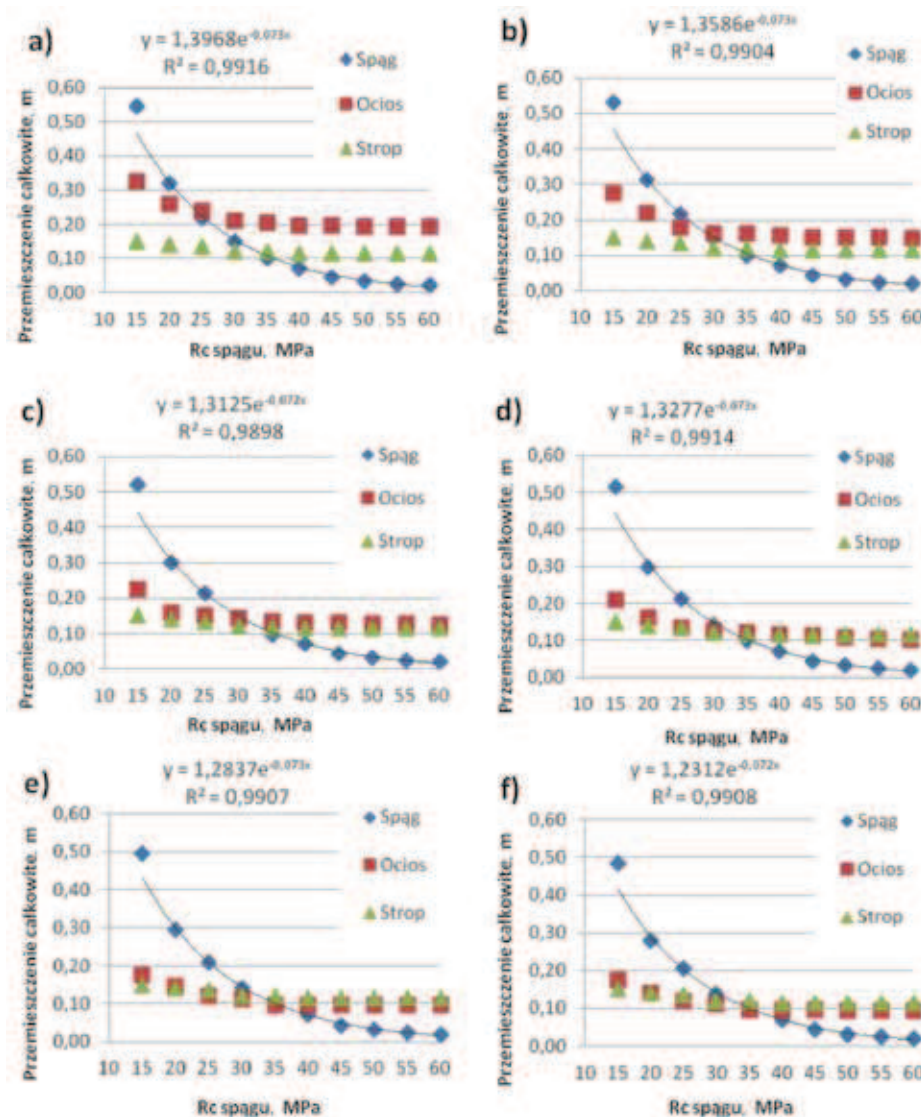 a)
y = 1,3968e^-0,073x
R² = 0,9916
Przemieszczenie całkowite, m
0,60
0,50
0,40
0,30
0,20
0,10
0,00
10 15 20 25 30 35 40 45 50 55 60
Rc spągu, MPa
Spąg
Ocios
Strop
b)
y = 1,3586e^-0,073x
R² = 0,9904
Przemieszczenie całkowite, m
0,60
0,50
0,40
0,30
0,20
0,10
0,00
10 15 20 25 30 35 40 45 50 55 60
Rc spągu, MPa
Spąg
Ocios
Strop
c)
y = 1,3125e^-0,072x
R² = 0,9898
Przemieszczenie całkowite, m
0,60
0,50
0,40
0,30
0,20
0,10
0,00
10 15 20 25 30 35 40 45 50 55 60
Rc spągu, MPa
Spąg
Ocios
Strop
d)
y = 1,3277e^-0,073x
R² = 0,9914
Przemieszczenie całkowite, m
0,60
0,50
0,40
0,30
0,20
0,10
0,00
10 15 20 25 30 35 40 45 50 55 60
Rc spągu, MPa
Spąg
Ocios
Strop
e)
y = 1,2837e^-0,073x
R² = 0,9907
Przemieszczenie całkowite, m
0,60
0,50
0,40
0,30
0,20
0,10
0,00
10 15 20 25 30 35 40 45 50 55 60
Rc spągu, MPa
Spąg
Ocios
Strop
f)
y = 1,2312e^-0,072x
R² = 0,9908
Przemieszczenie całkowite, m
0,60
0,50
0,40
0,30
0,20
0,10
0,00
10 15 20 25 30 35 40 45 50 55 60
Rc spągu, MPa
Spąg
Ocios
Strop